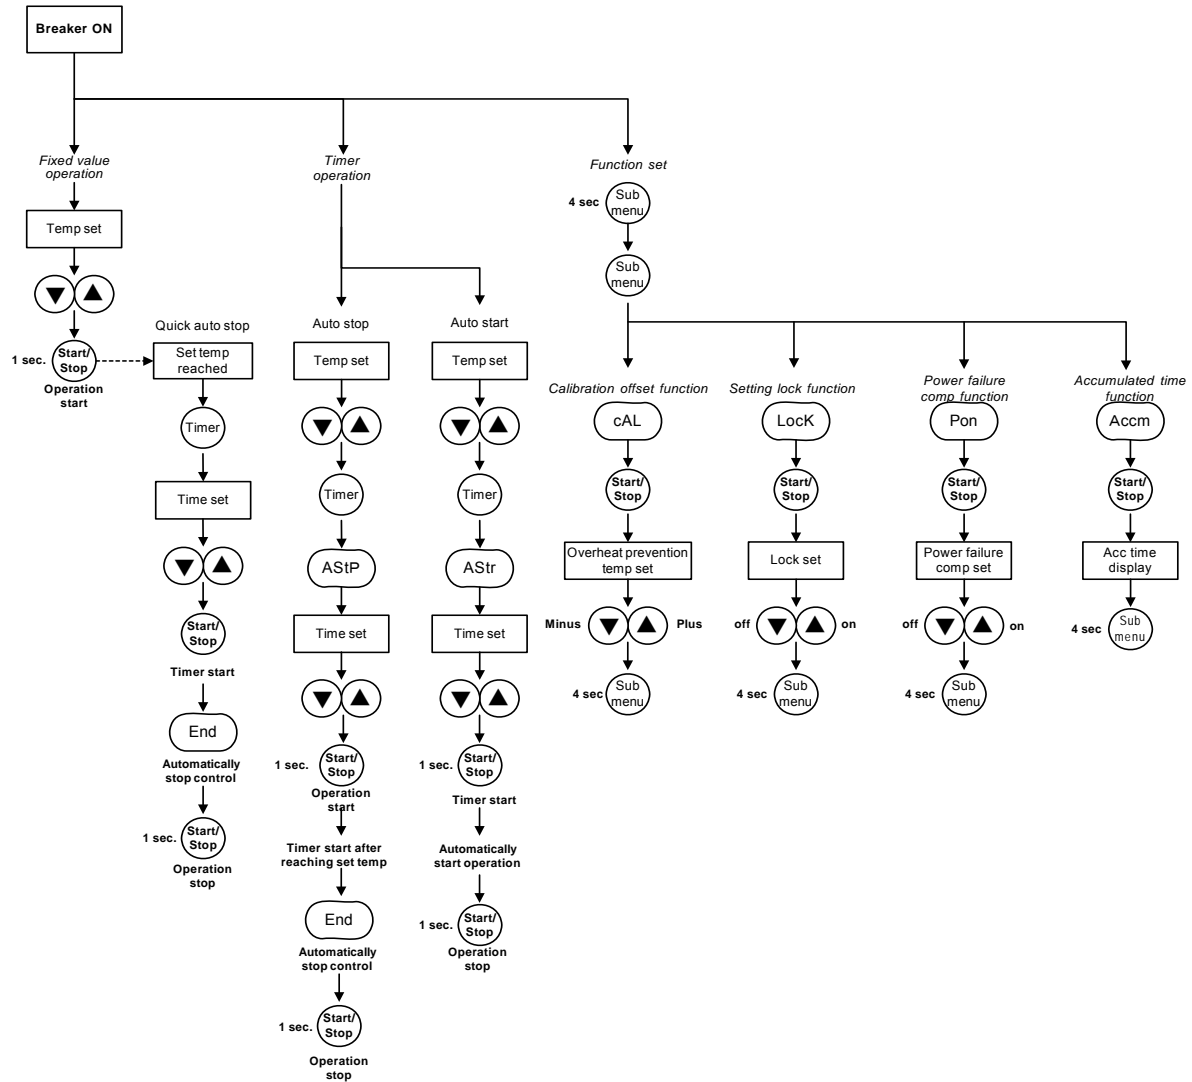 Breaker ON
Fixed value
operation
Temp set
1 sec.
Start/
Stop
Operation
start
Quick auto stop
Set temp
reached
Timer
Time set
Start/
Stop
Timer start
End
Automatically
stop control
1 sec.
Start/
Stop
Operation
stop
Timer
operation
Auto stop
Temp set
Timer
AStP
Time set
1 sec.
Start/
Stop
Operation
start
Timer start after
reaching set temp
End
Automatically
stop control
1 sec.
Start/
Stop
Operation
stop
Auto start
Temp set
Timer
AStr
Time set
1 sec.
Start/
Stop
Timer start
Automatically
start operation
1 sec.
Start/
Stop
Operation
stop
Function set
4 sec
Sub
menu
Sub
menu
Calibration offset function
cAL
Start/
Stop
Overheat prevention
temp set
Minus
Plus
4 sec
Sub
menu
Setting lock function
LocK
Start/
Stop
Lock set
off
on
4 sec
Sub
menu
Power failure
comp function
Pon
Start/
Stop
Power failure
comp set
off
on
4 sec
Sub
menu
Accumulated time
function
Accm
Start/
Stop
Acc time
display
4 sec
Sub
menu